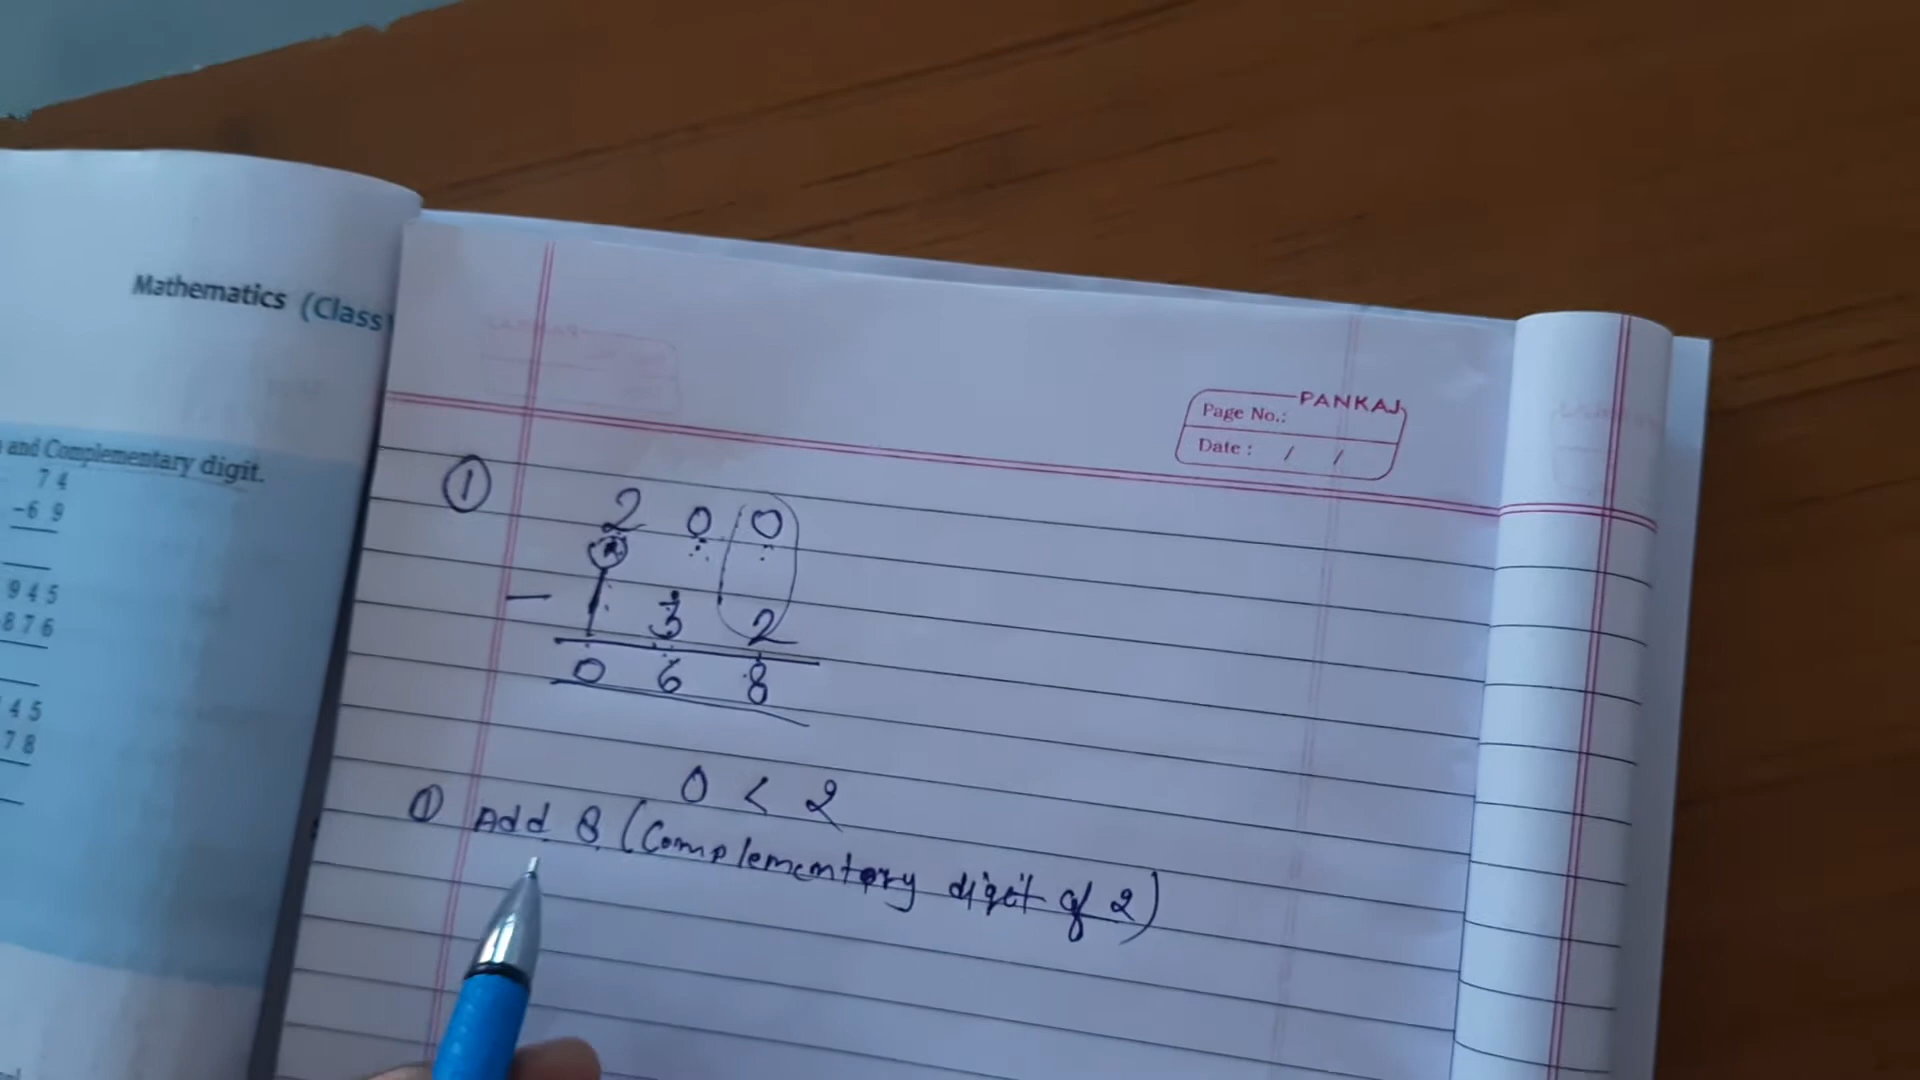 Mathematics (Class
and Complementary digit.
74
-69
945
876
45
78
PANKAJ
Page No.:
Date : / /
①
2 0 0
- 1 3 2
0 6 8
0 < 2
① Add 8 (Complementary digit of 2)